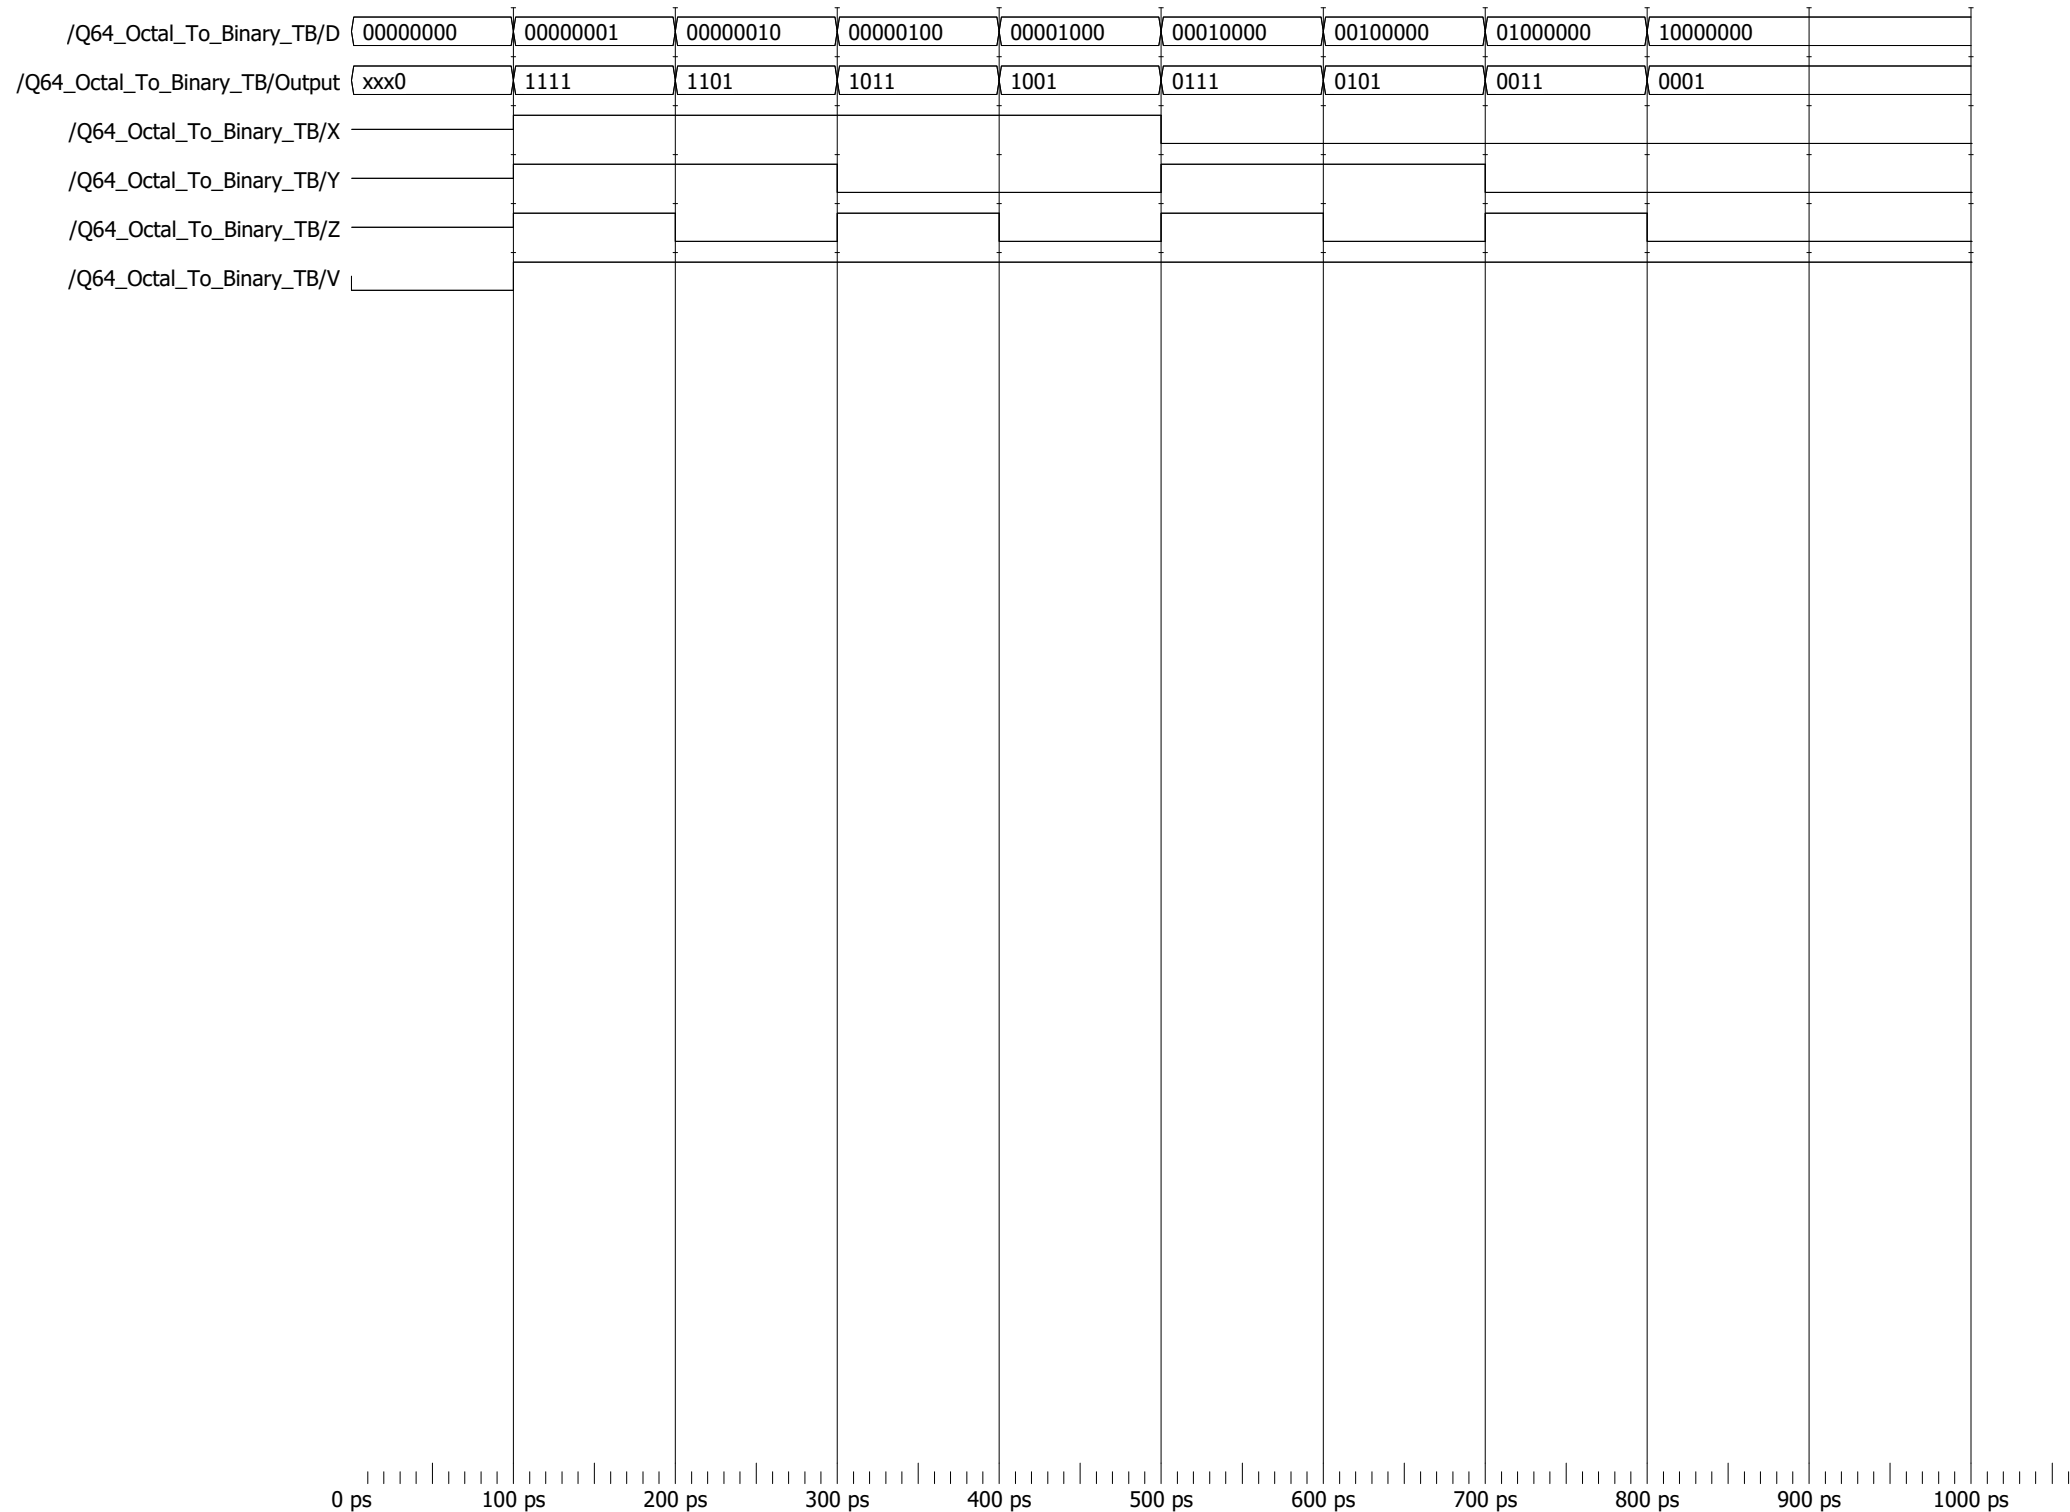 /Q64_Octal_To_Binary_TB/D 00000000 00000001 00000010 00000100 00001000 00010000 00100000 01000000 10000000
/Q64_Octal_To_Binary_TB/Output xxx0 1111 1101 1011 1001 0111 0101 0011 0001
/Q64_Octal_To_Binary_TB/X
/Q64_Octal_To_Binary_TB/Y
/Q64_Octal_To_Binary_TB/Z
/Q64_Octal_To_Binary_TB/V
0 ps 100 ps 200 ps 300 ps 400 ps 500 ps 600 ps 700 ps 800 ps 900 ps 1000 ps